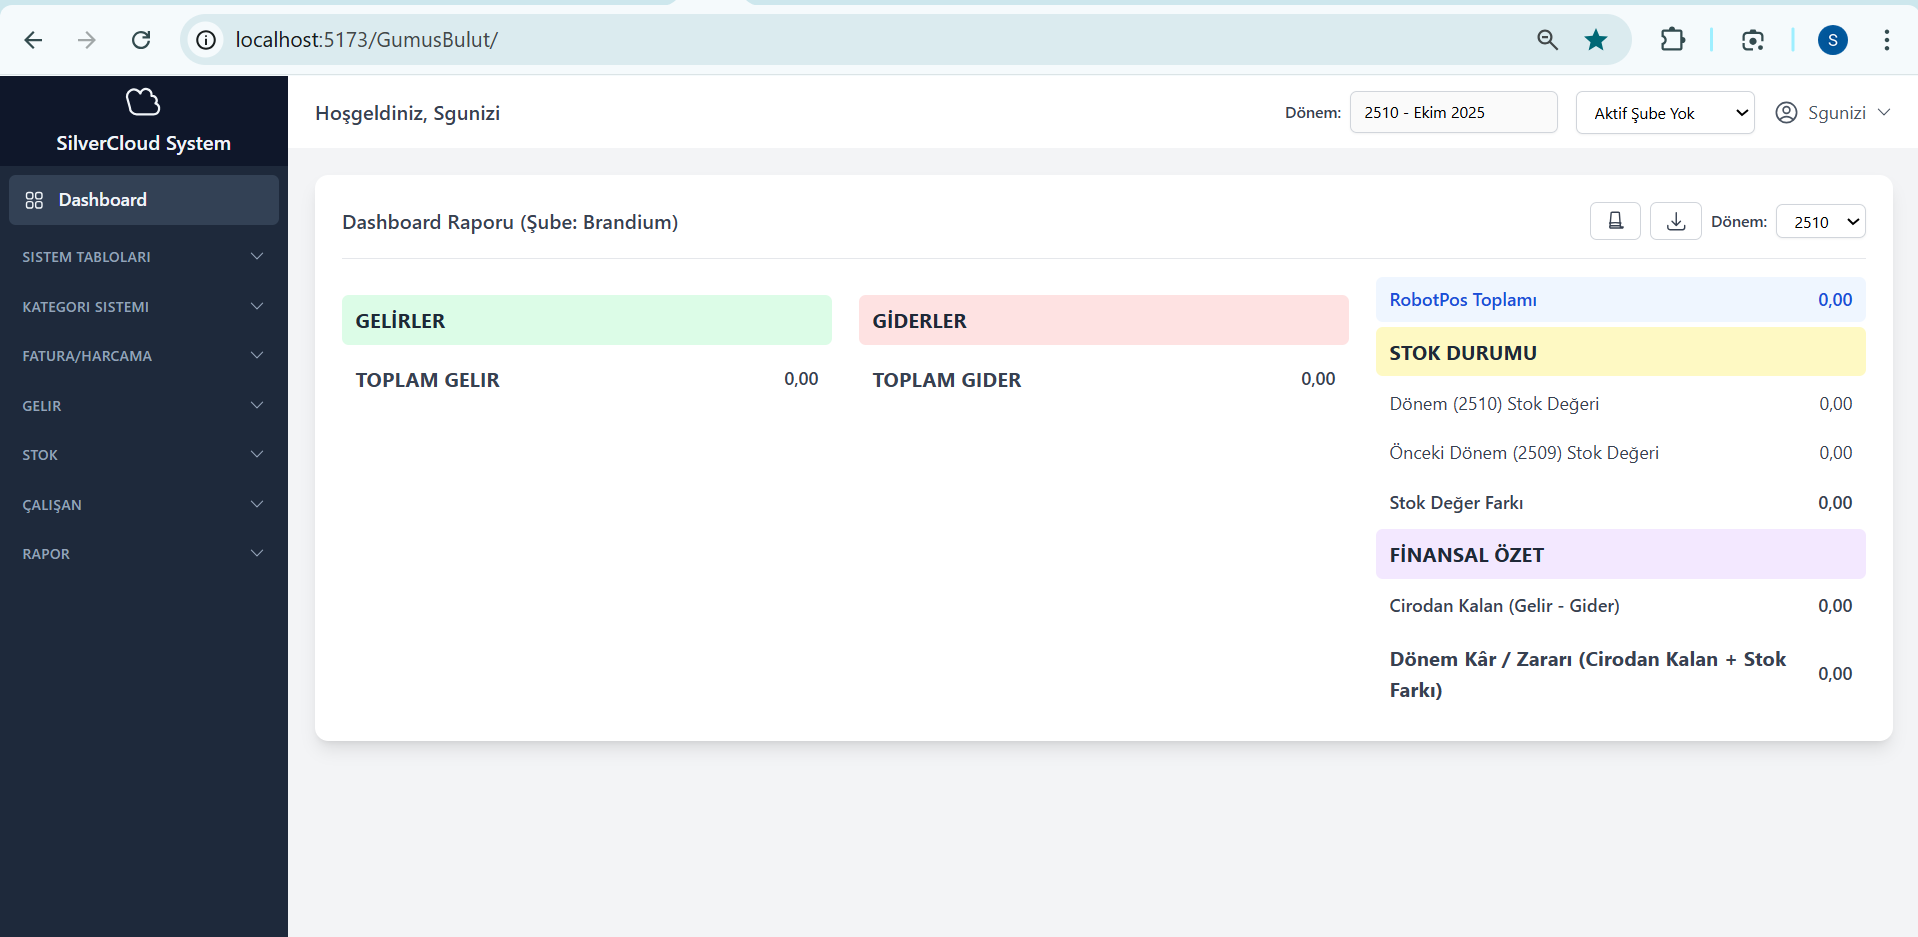 localhost:5173/GumusBulut/
S
SilverCloud System
Dashboard
SISTEM TABLOLARI
KATEGORI SISTEMI
FATURA/HARCAMA
GELIR
STOK
ÇALIŞAN
RAPOR
Hoşgeldiniz, Sgunizi
Dönem:
2510 - Ekim 2025
Aktif Şube Yok
Sgunizi
Dashboard Raporu (Şube: Brandium)
Dönem:
2510
GELİRLER
TOPLAM GELIR 0,00
GİDERLER
TOPLAM GIDER 0,00
RobotPos Toplamı 0,00
STOK DURUMU
Dönem (2510) Stok Değeri 0,00
Önceki Dönem (2509) Stok Değeri 0,00
Stok Değer Farkı 0,00
FİNANSAL ÖZET
Cirodan Kalan (Gelir - Gider) 0,00
Dönem Kâr / Zararı (Cirodan Kalan + Stok
Farkı) 0,00